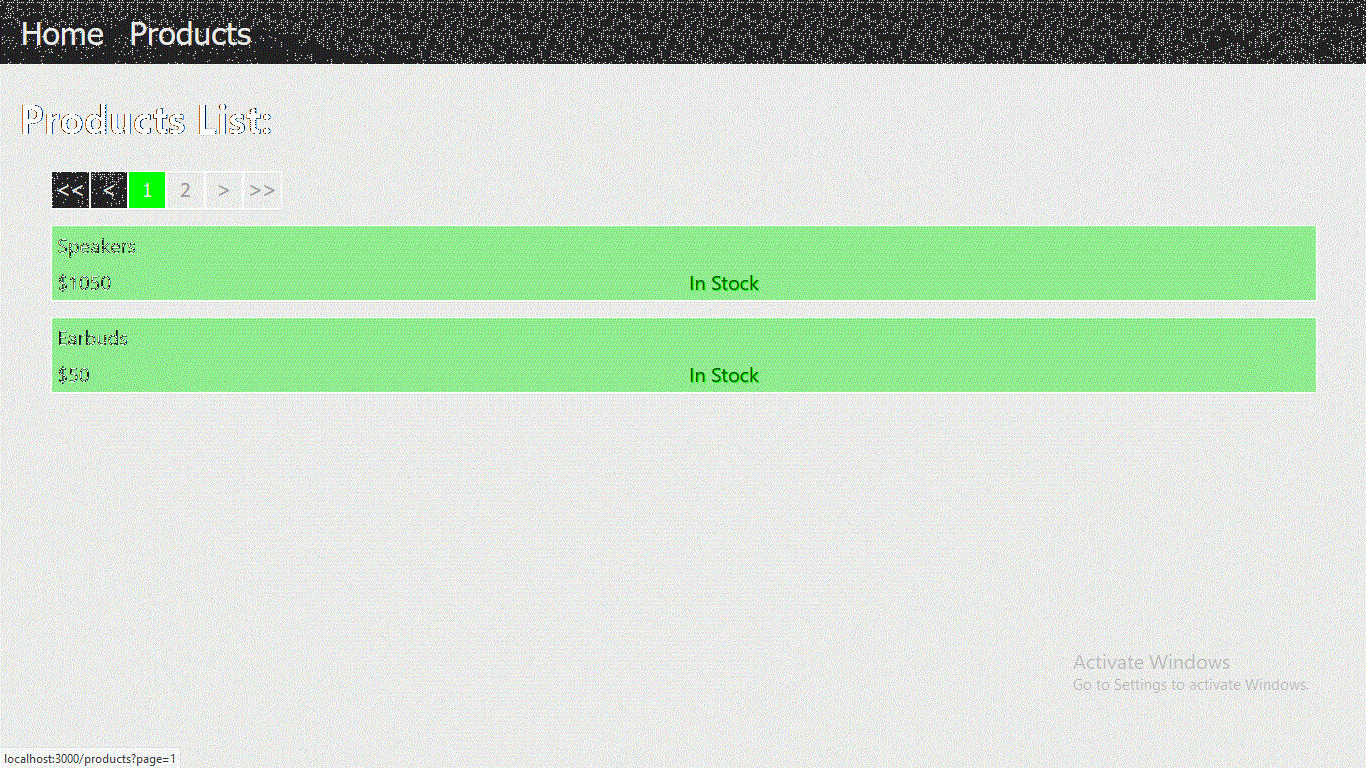 Home Products
Products List:
<< < 1 2 > >>
Speakers
$1050 In Stock
Earbuds
$50 In Stock
Activate Windows
Go to Settings to activate Windows.
localhost:3000/products?page=1